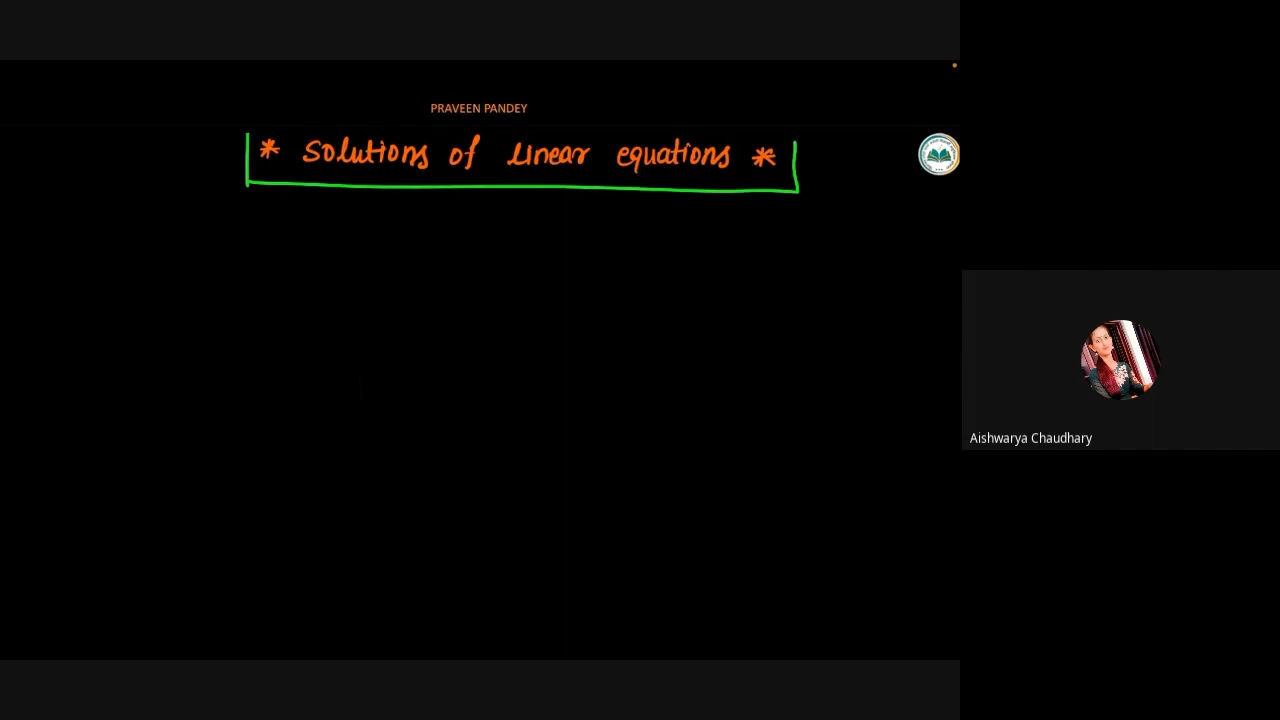 PRAVEEN PANDEY
* Solutions of Linear equations *
Aishwarya Chaudhary